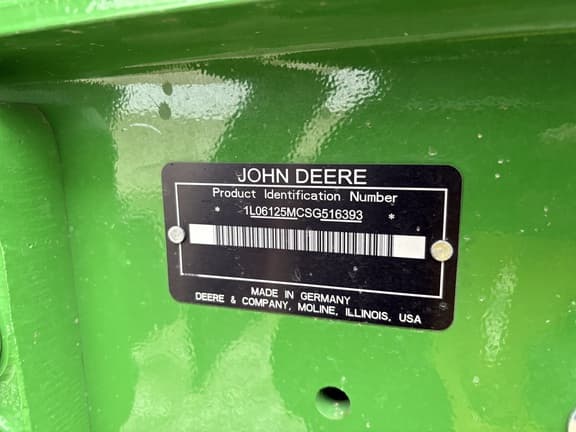 JOHN DEERE
Product Identification Number
* 1L06125MCSG516393 *
MADE IN GERMANY
DEERE & COMPANY, MOLINE, ILLINOIS, USA